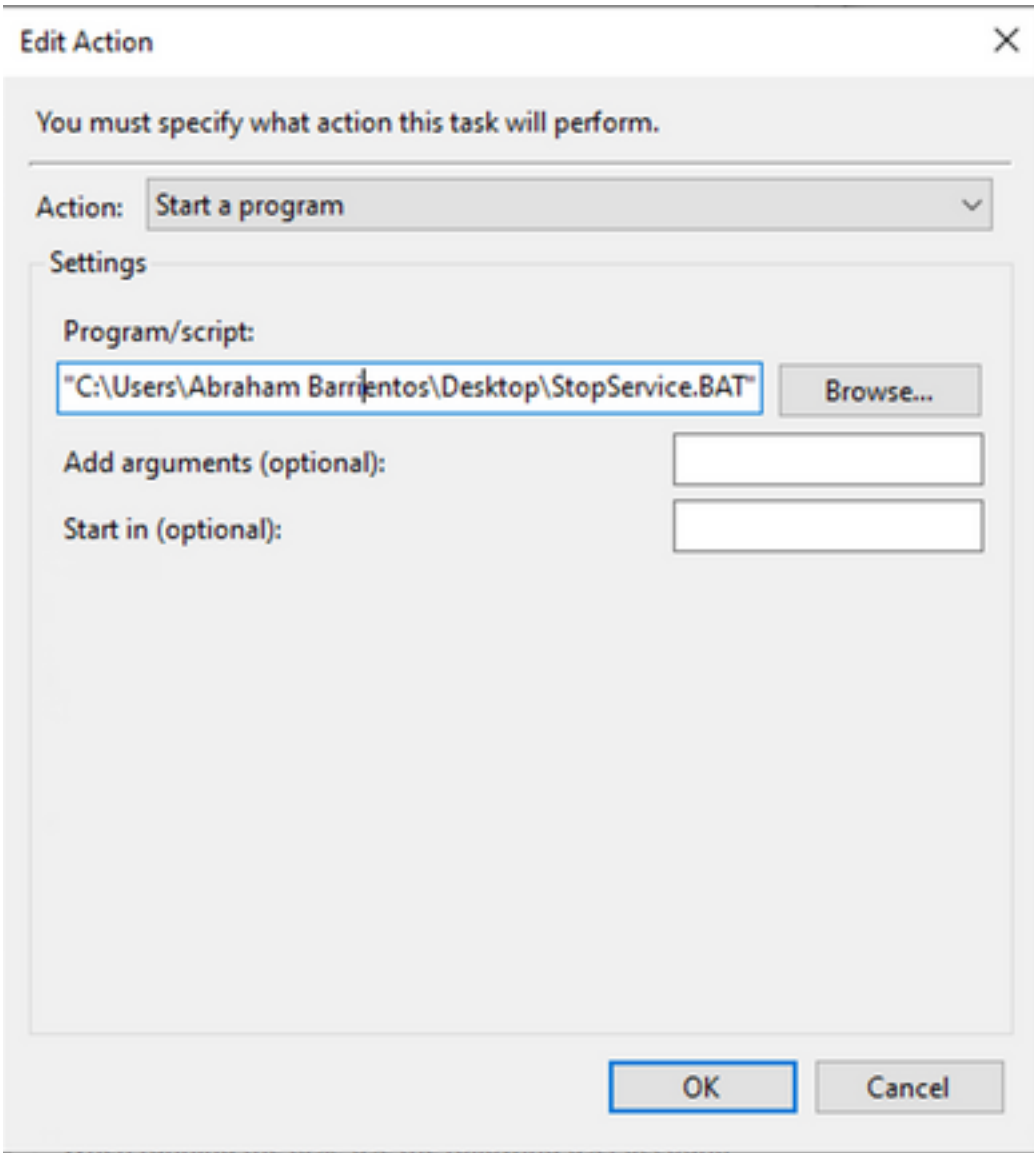 Edit Action
You must specify what action this task will perform.
Action: Start a program
Settings
Program/script:
"C:\Users\Abraham Barrientos\Desktop\StopService.BAT" Browse...
Add arguments (optional):
Start in (optional):
OK Cancel